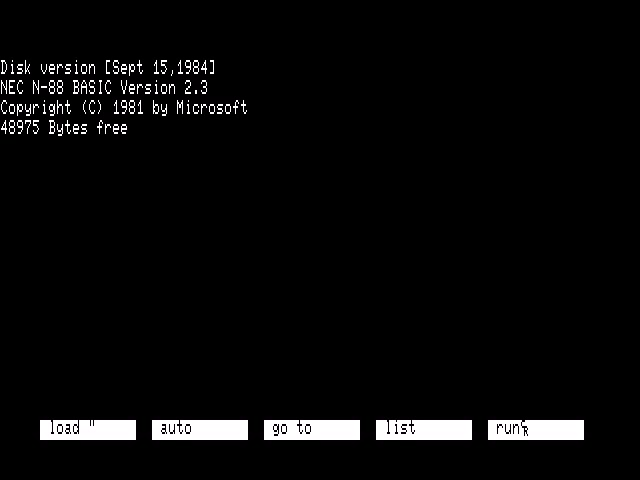 Disk version [Sept 15,1984]
NEC N-88 BASIC Version 2.3
Copyright (C) 1981 by Microsoft
48975 Bytes free
load " auto go to list run␍